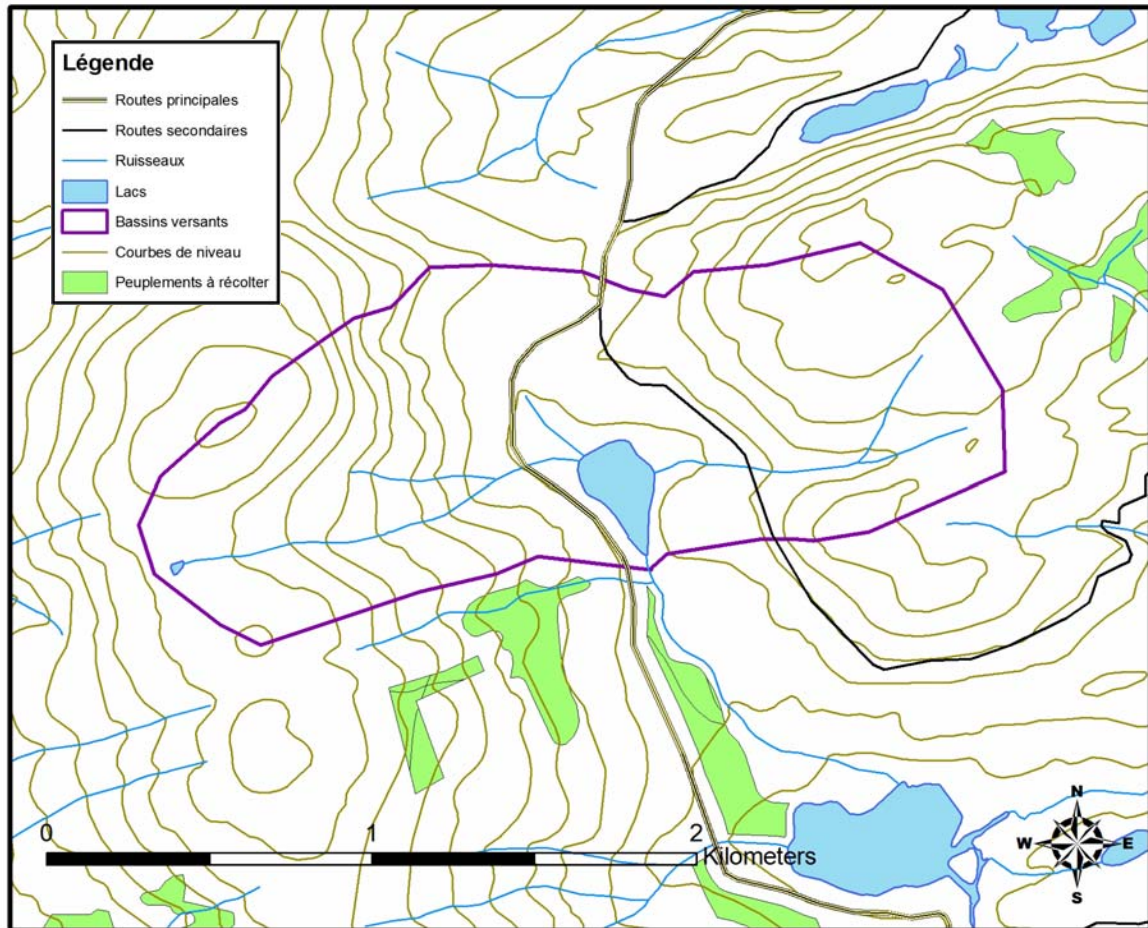 Légende
Routes principales
Routes secondaires
Ruisseaux
Lacs
Bassins versants
Courbes de niveau
Peuplements à récolter
N
W E
S
0 1 2
Kilometers